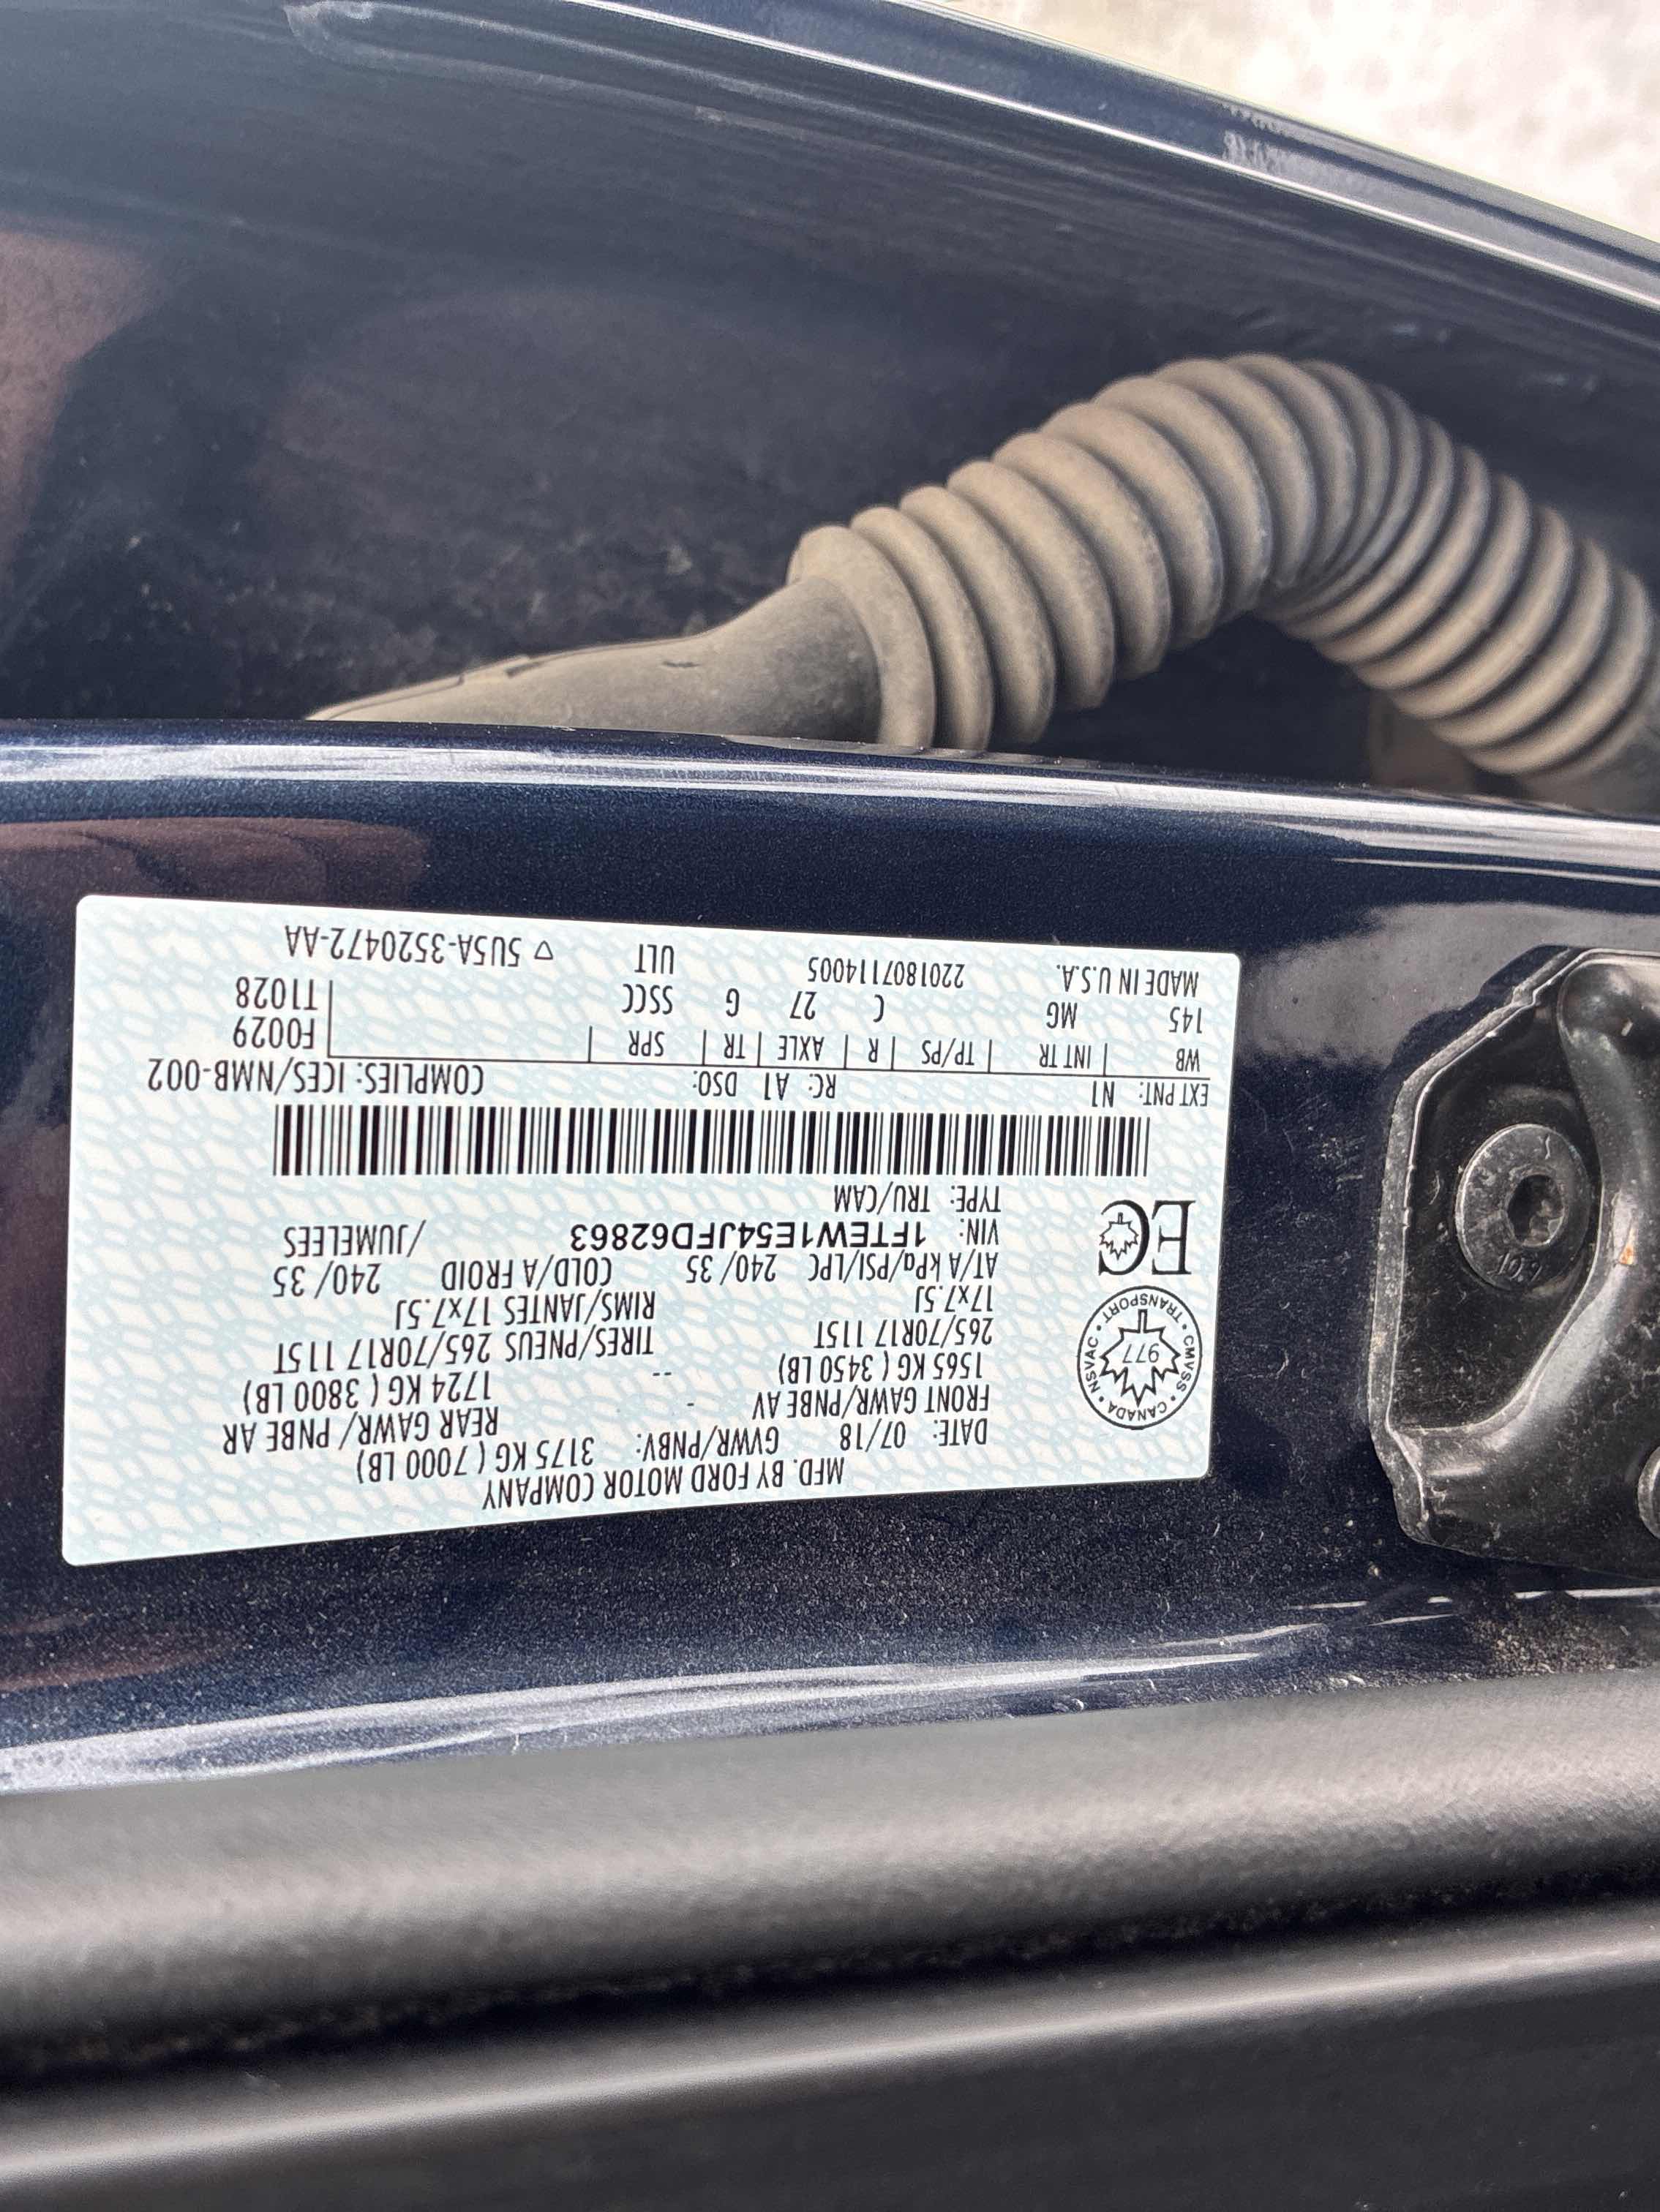 MFD. BY FORD MOTOR COMPANY
DATE: 07/18 GVWR/PNBV: 3175 KG ( 7000 LB)
FRONT GAWR/PNBE AV - REAR GAWR/ PNBE AR
1565 KG ( 3450 LB) -- 1724 KG ( 3800 LB)
265/70R17 115T TIRES/PNEUS 265/70R17 115T
17x7.5J RIMS/JANTES 17x7.5J
AT/A kPa/PSI/LPC 240/ 35 COLD/A FROID 240/ 35
VIN: 1FTEW1E54JFD62863 /JUMELEES
TYPE: TRU/CAM
CANADA • CMVSS • TRANSPORT • NSVAC •
977
EC
EXT PNT: N1 RC: A1 DSO: COMPLIES: ICES/NMB-002
WB | INT TR | TP/PS | R | AXLE | TR | SPR | F0029
145 MG C 27 G SSCC T1028
MADE IN U.S.A. 2201807114005 ULT ▽ 5U5A-3520472-AA
10.9